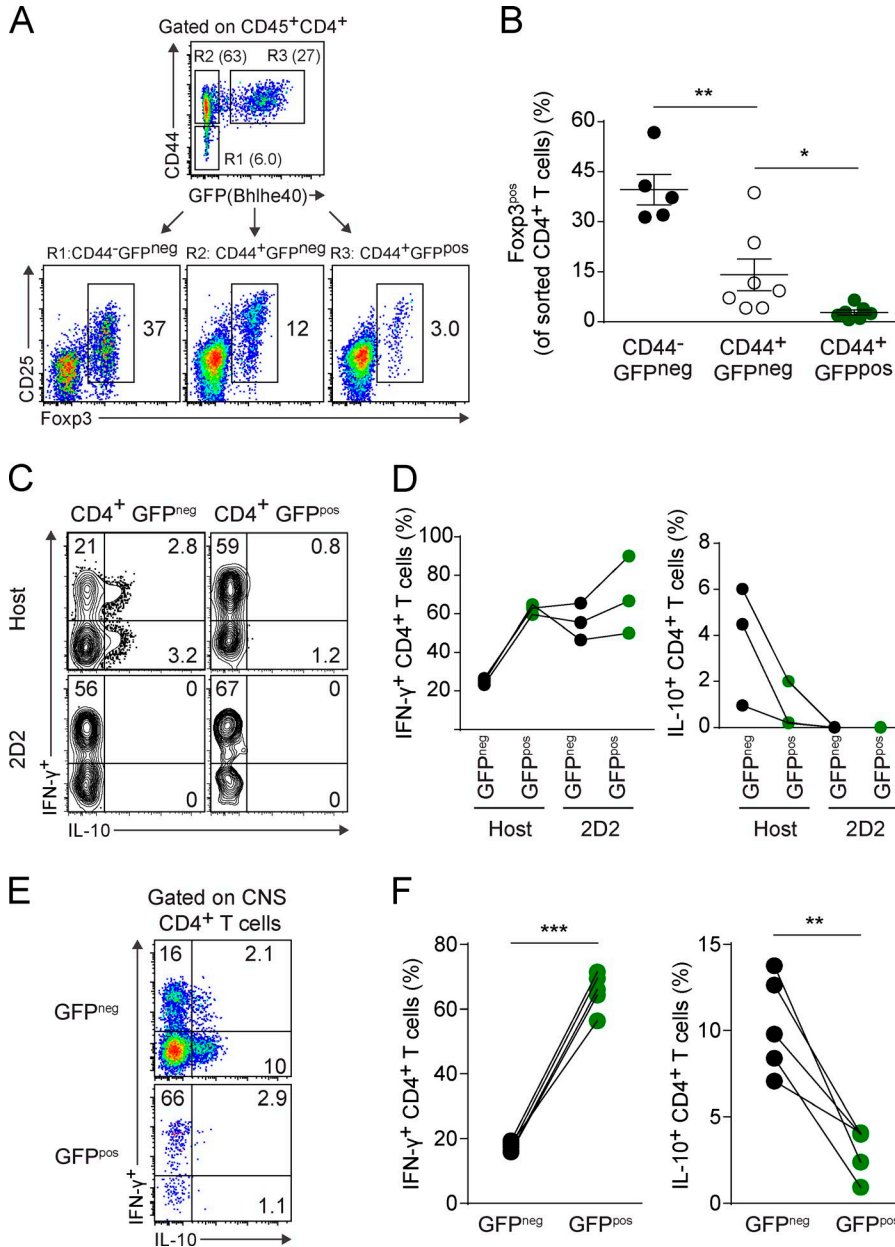 A
Gated on CD45⁺CD4⁺
R2 (63) R3 (27)
R1 (6.0)
CD44
GFP(Bhlhe40)
R1:CD44⁻GFPⁿᵉᵍ R2: CD44⁺GFPⁿᵉᵍ R3: CD44⁺GFPᵖᵒˢ
37 12 3.0
CD25
Foxp3
B
** *
Foxp3ᵖᵒˢ
(of sorted CD4⁺ T cells) (%)
60
45
30
15
0
CD44⁻ CD44⁺ CD44⁺
GFPⁿᵉᵍ GFPⁿᵉᵍ GFPᵖᵒˢ
C
CD4⁺ GFPⁿᵉᵍ CD4⁺ GFPᵖᵒˢ
Host
21 2.8 59 0.8
3.2 1.2
2D2
56 0 67 0
0 0
IFN-γ⁺
IL-10
D
IFN-γ⁺ CD4⁺ T cells (%)
100
80
60
40
20
GFPⁿᵉᵍ GFPᵖᵒˢ GFPⁿᵉᵍ GFPᵖᵒˢ
Host 2D2
IL-10⁺ CD4⁺ T cells (%)
8
6
4
2
0
GFPⁿᵉᵍ GFPᵖᵒˢ GFPⁿᵉᵍ GFPᵖᵒˢ
Host 2D2
E
Gated on CNS
CD4⁺ T cells
GFPⁿᵉᵍ
16 2.1
10
GFPᵖᵒˢ
66 2.9
1.1
IFN-γ⁺
IL-10
F
***
IFN-γ⁺ CD4⁺ T cells (%)
80
60
40
20
0
GFPⁿᵉᵍ GFPᵖᵒˢ
**
IL-10⁺ CD4⁺ T cells (%)
15
10
5
0
GFPⁿᵉᵍ GFPᵖᵒˢ